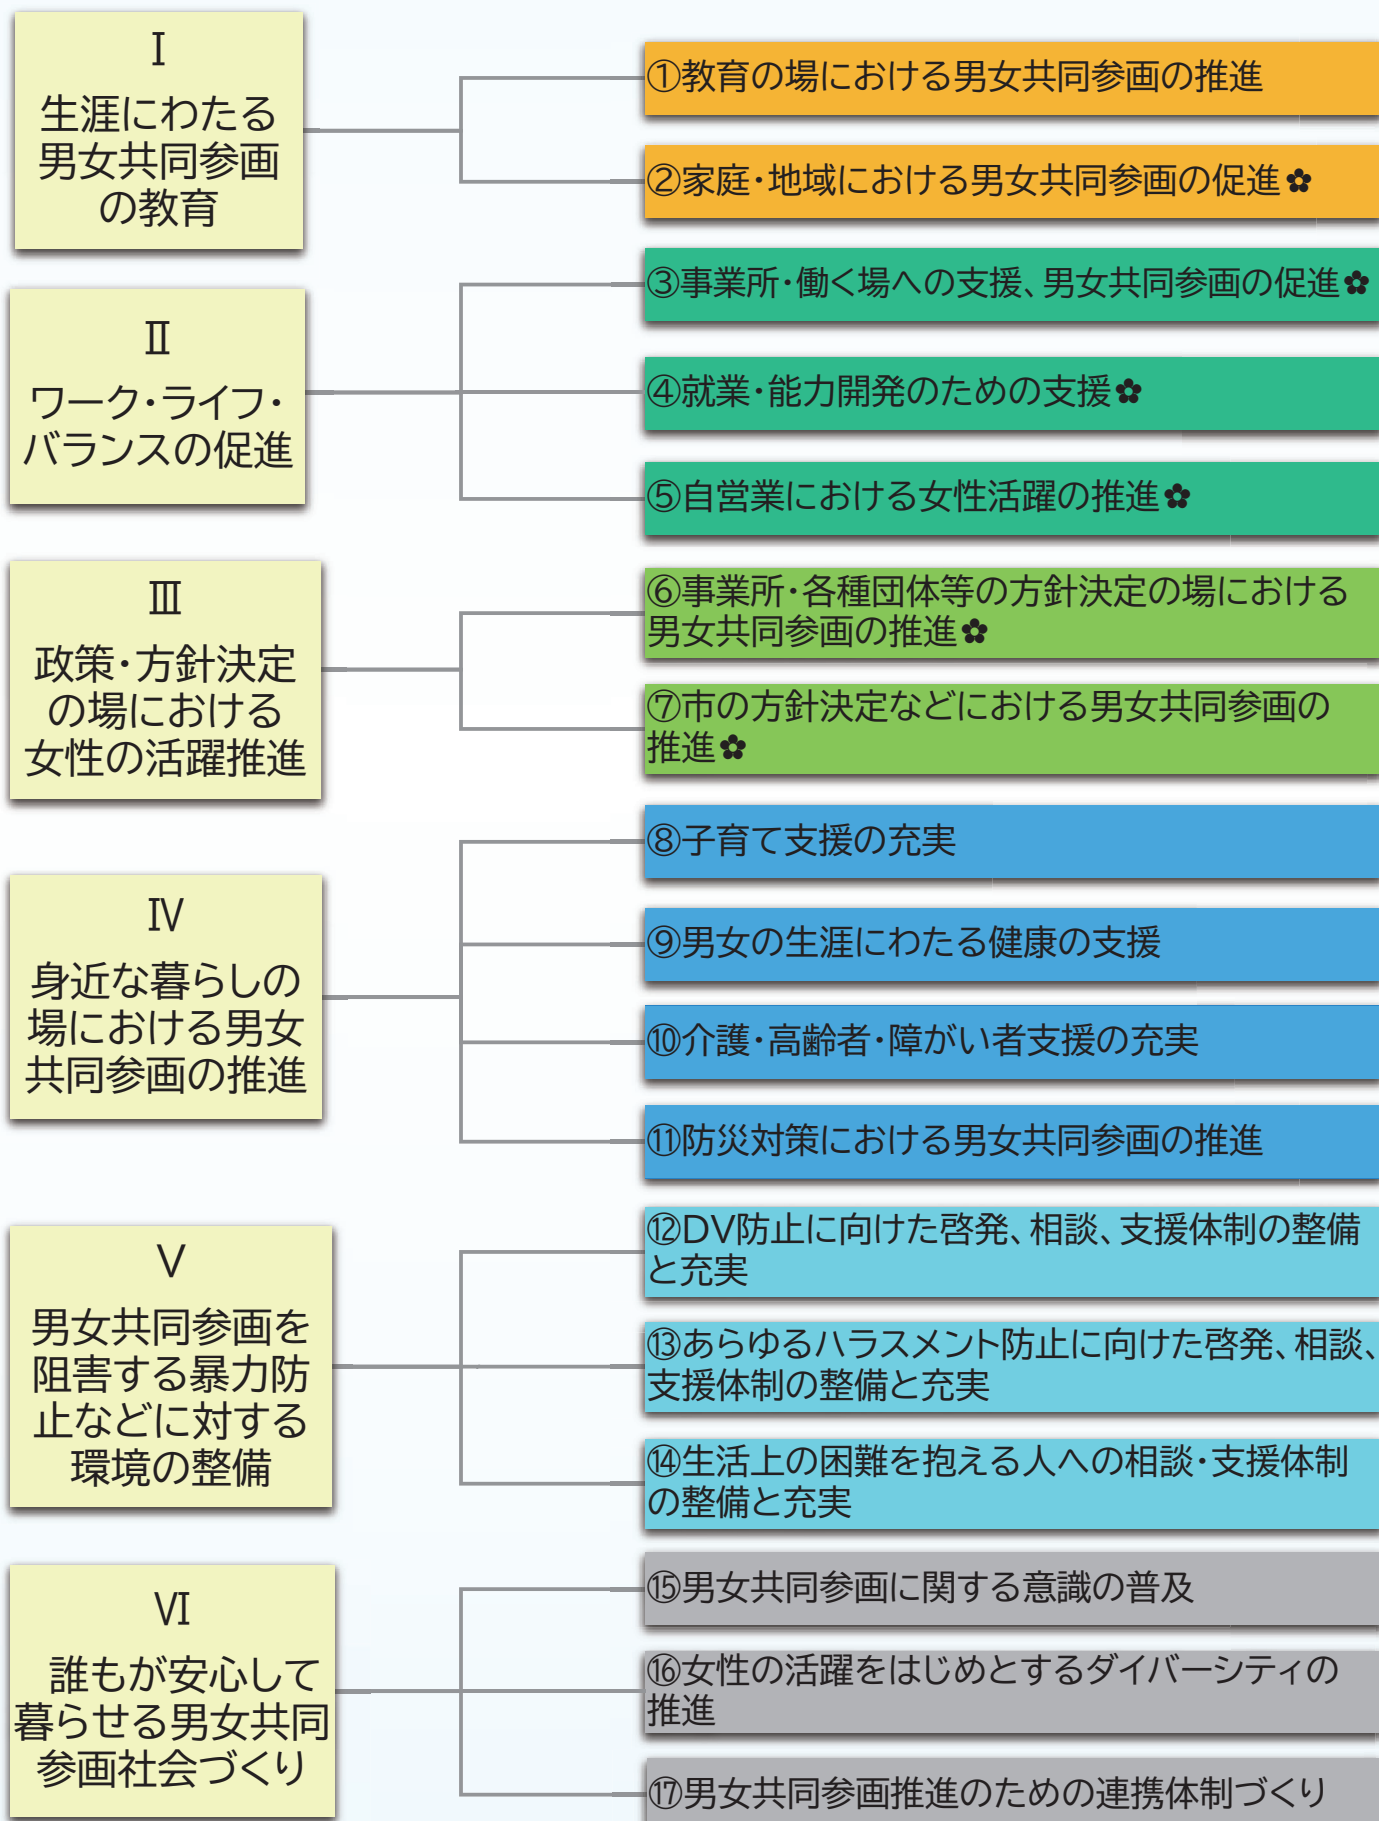 Ⅰ
生涯にわたる
男女共同参画
の教育
①教育の場における男女共同参画の推進
②家庭・地域における男女共同参画の促進✿
Ⅱ
ワーク・ライフ・
バランスの促進
③事業所・働く場への支援、男女共同参画の促進✿
④就業・能力開発のための支援✿
⑤自営業における女性活躍の推進✿
Ⅲ
政策・方針決定
の場における
女性の活躍推進
⑥事業所・各種団体等の方針決定の場における
男女共同参画の推進✿
⑦市の方針決定などにおける男女共同参画の
推進✿
Ⅳ
身近な暮らしの
場における男女
共同参画の推進
⑧子育て支援の充実
⑨男女の生涯にわたる健康の支援
⑩介護・高齢者・障がい者支援の充実
⑪防災対策における男女共同参画の推進
Ⅴ
男女共同参画を
阻害する暴力防
止などに対する
環境の整備
⑫DV防止に向けた啓発、相談、支援体制の整備
と充実
⑬あらゆるハラスメント防止に向けた啓発、相談、
支援体制の整備と充実
⑭生活上の困難を抱える人への相談・支援体制
の整備と充実
Ⅵ
誰もが安心して
暮らせる男女共同
参画社会づくり
⑮男女共同参画に関する意識の普及
⑯女性の活躍をはじめとするダイバーシティの
推進
⑰男女共同参画推進のための連携体制づくり